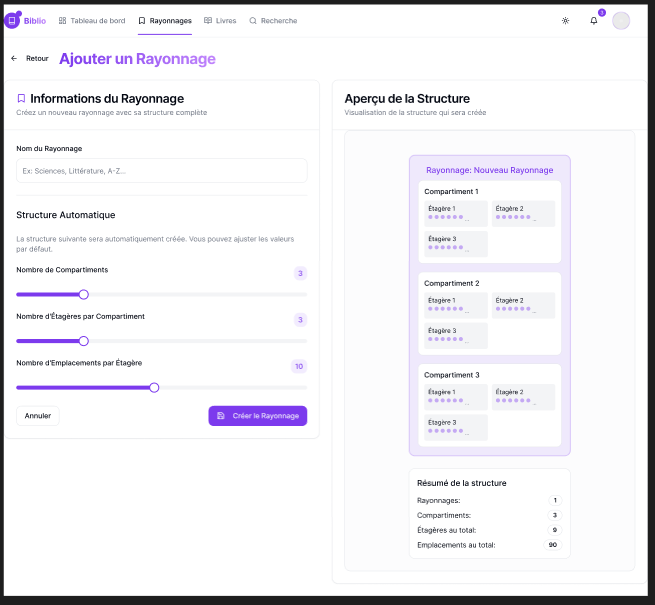 Biblio Tableau de bord Rayonnages Livres Recherche 3
Retour Ajouter un Rayonnage
Informations du Rayonnage
Créez un nouveau rayonnage avec sa structure complète
Nom du Rayonnage
Ex: Sciences, Littérature, A-Z...
Structure Automatique
La structure suivante sera automatiquement créée. Vous pouvez ajuster les valeurs
par défaut.
Nombre de Compartiments 3
Nombre d'Étagères par Compartiment 3
Nombre d'Emplacements par Étagère 10
Annuler Créer le Rayonnage
Aperçu de la Structure
Visualisation de la structure qui sera créée
Rayonnage: Nouveau Rayonnage
Compartiment 1
Étagère 1 Étagère 2
... ...
Étagère 3
...
Compartiment 2
Étagère 1 Étagère 2
... ...
Étagère 3
...
Compartiment 3
Étagère 1 Étagère 2
... ...
Étagère 3
...
Résumé de la structure
Rayonnages: 1
Compartiments: 3
Étagères au total: 9
Emplacements au total: 90